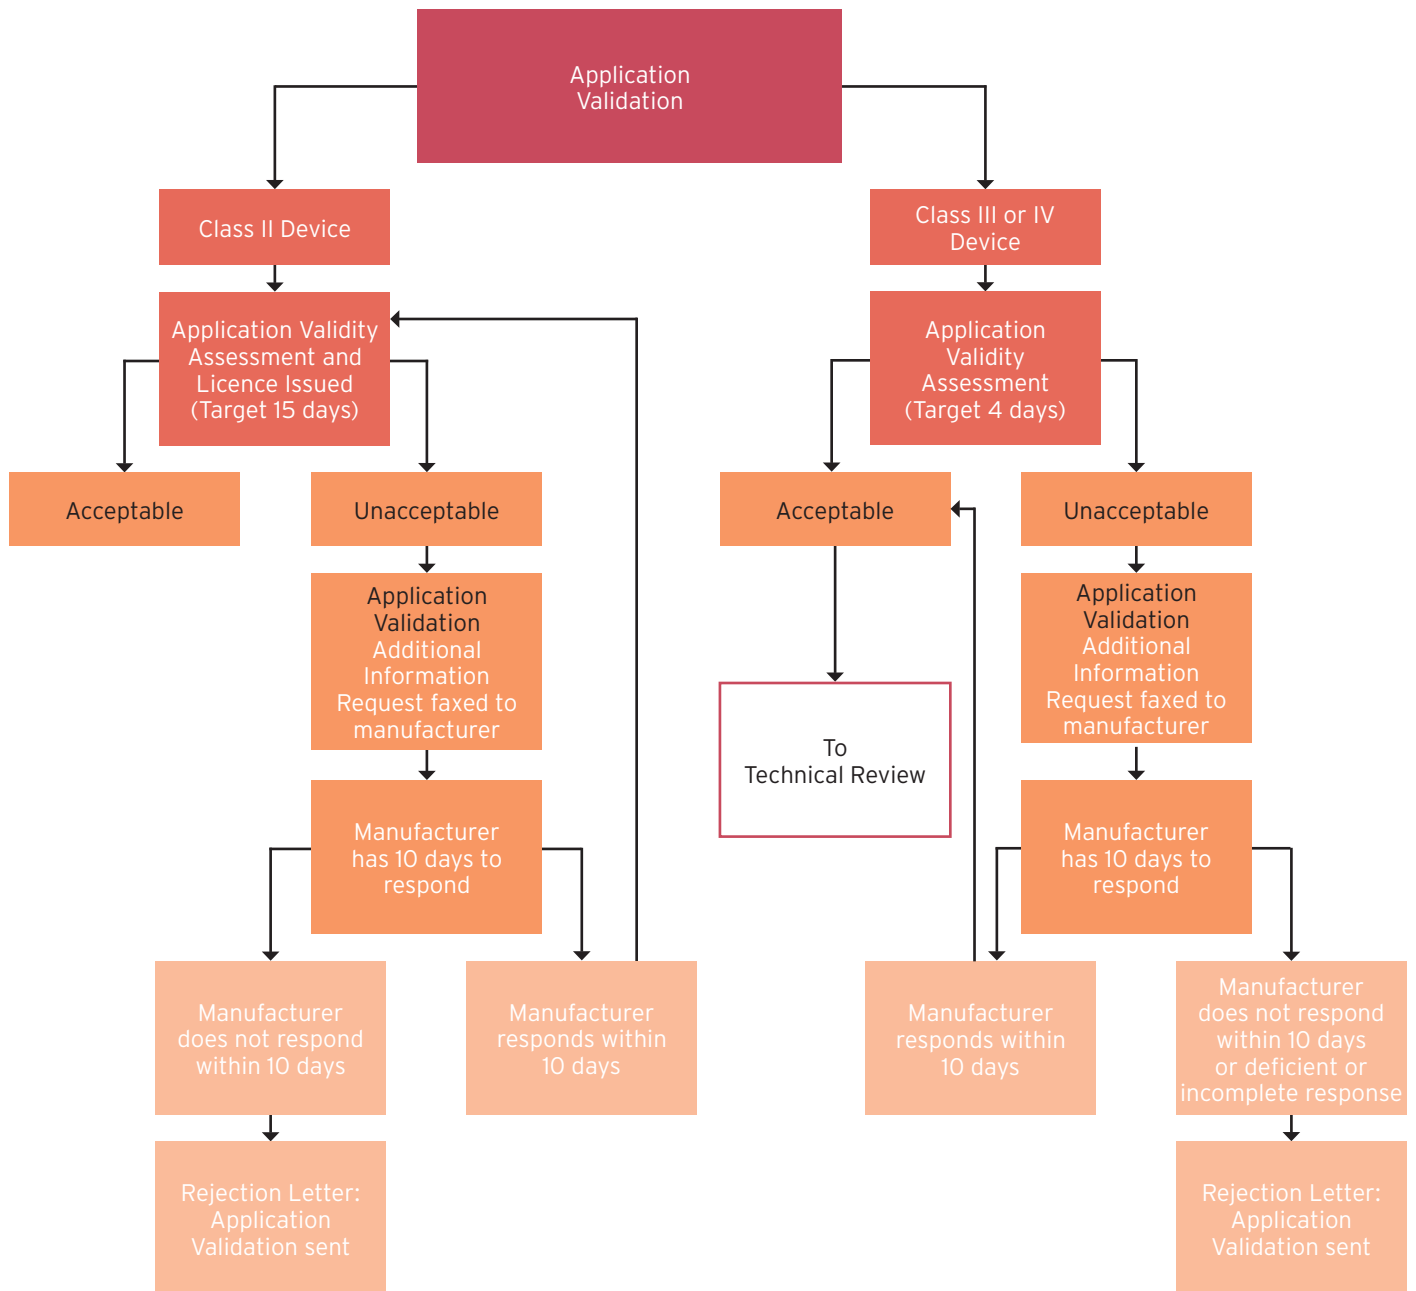 Application
Validation
Class II Device
Class III or IV
Device
Application Validity
Assessment and
Licence Issued
(Target 15 days)
Application
Validity
Assessment
(Target 4 days)
Acceptable
Unacceptable
Acceptable
Unacceptable
Application
Validation
Additional
Information
Request faxed to
manufacturer
Application
Validation
Additional
Information
Request faxed to
manufacturer
To
Technical Review
Manufacturer
has 10 days to
respond
Manufacturer
has 10 days to
respond
Manufacturer
does not respond
within 10 days
Manufacturer
responds within
10 days
Manufacturer
responds within
10 days
Manufacturer
does not respond
within 10 days
or deficient or
incomplete response
Rejection Letter:
Application
Validation sent
Rejection Letter:
Application
Validation sent